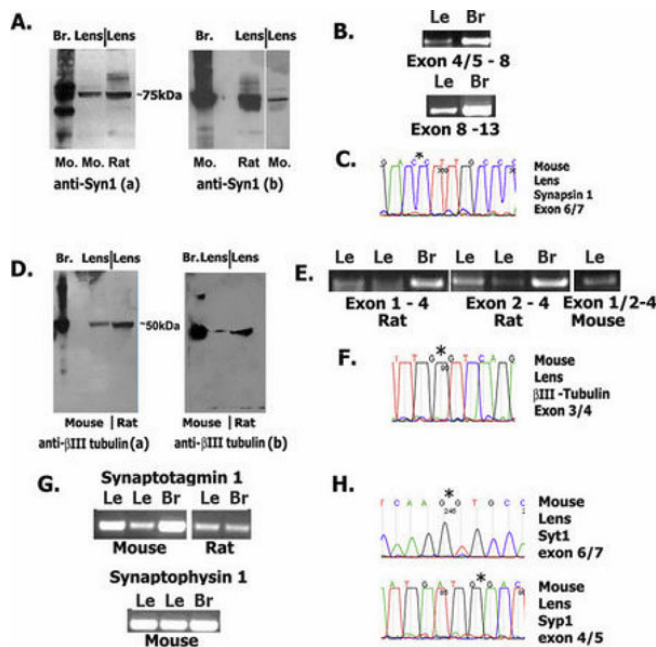 A.
Br. Lens|Lens
~75kDa
Mo. Mo. Rat
anti-Syn1 (a)
Br. Lens Lens
Mo. Rat Mo.
anti-Syn1 (b)
B.
Le Br
Exon 4/5 - 8
Exon 8 -13
C.
G A C C T T G C C C
*
Mouse
Lens
Synapsin 1
Exon 6/7
D.
Br. Lens|Lens
~50kDa
Mouse | Rat
anti-βIII tubulin(a)
Br.Lens|Lens
Mouse | Rat
anti-βIII tubulin (b)
E.
Le Le Br Le Le Br Le
Exon 1 - 4
Rat
Exon 2 - 4
Rat
Exon 1/2-4
Mouse
F.
*
T T G G T C A G
90
Mouse
Lens
βIII -Tubulin
Exon 3/4
G.
Synaptotagmin 1
Le Le Br Le Br
Mouse Rat
Synaptophysin 1
Le Le Br
Mouse
H.
*
T C A A G G T G C C
Mouse
Lens
Syt1
exon 6/7
*
A T G A T G G A C
Mouse
Lens
Syp1
exon 4/5